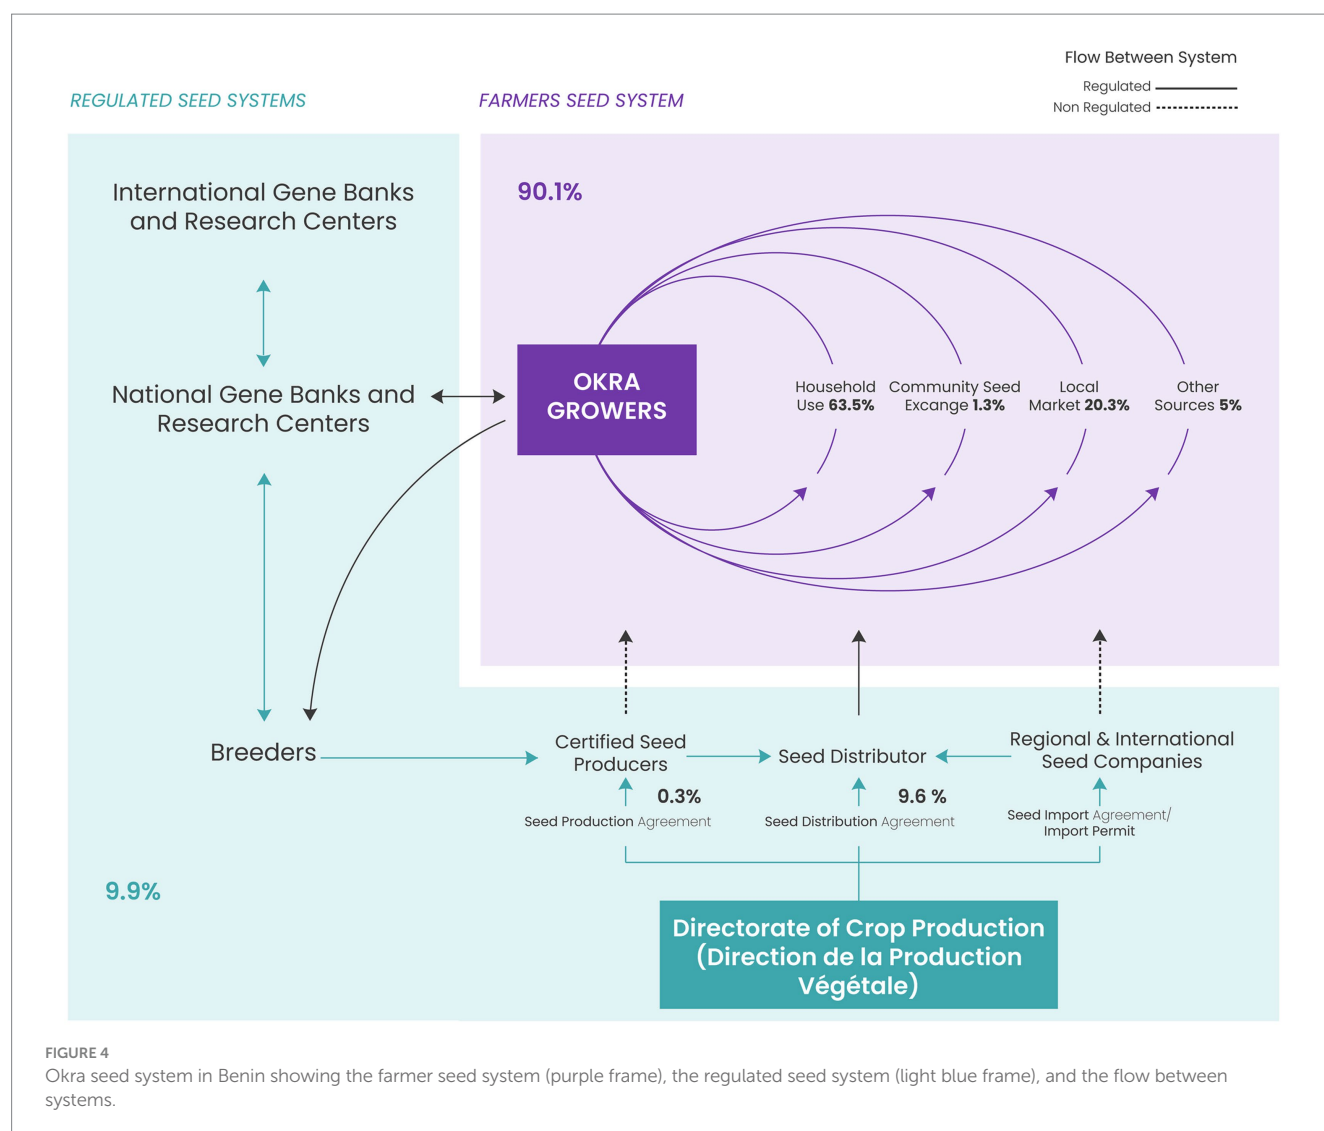 Flow Between System
Regulated
Non Regulated
REGULATED SEED SYSTEMS
FARMERS SEED SYSTEM
International Gene Banks
and Research Centers
90.1%
National Gene Banks and
Research Centers
OKRA
GROWERS
Household
Use 63.5%
Community Seed
Excange 1.3%
Local
Market 20.3%
Other
Sources 5%
Breeders
Certified Seed
Producers
Seed Distributor
Regional & International
Seed Companies
0.3%
9.6 %
Seed Production Agreement
Seed Distribution Agreement
Seed Import Agreement/
Import Permit
9.9%
Directorate of Crop Production
(Direction de la Production
Végétale)
FIGURE 4
Okra seed system in Benin showing the farmer seed system (purple frame), the regulated seed system (light blue frame), and the flow between
systems.